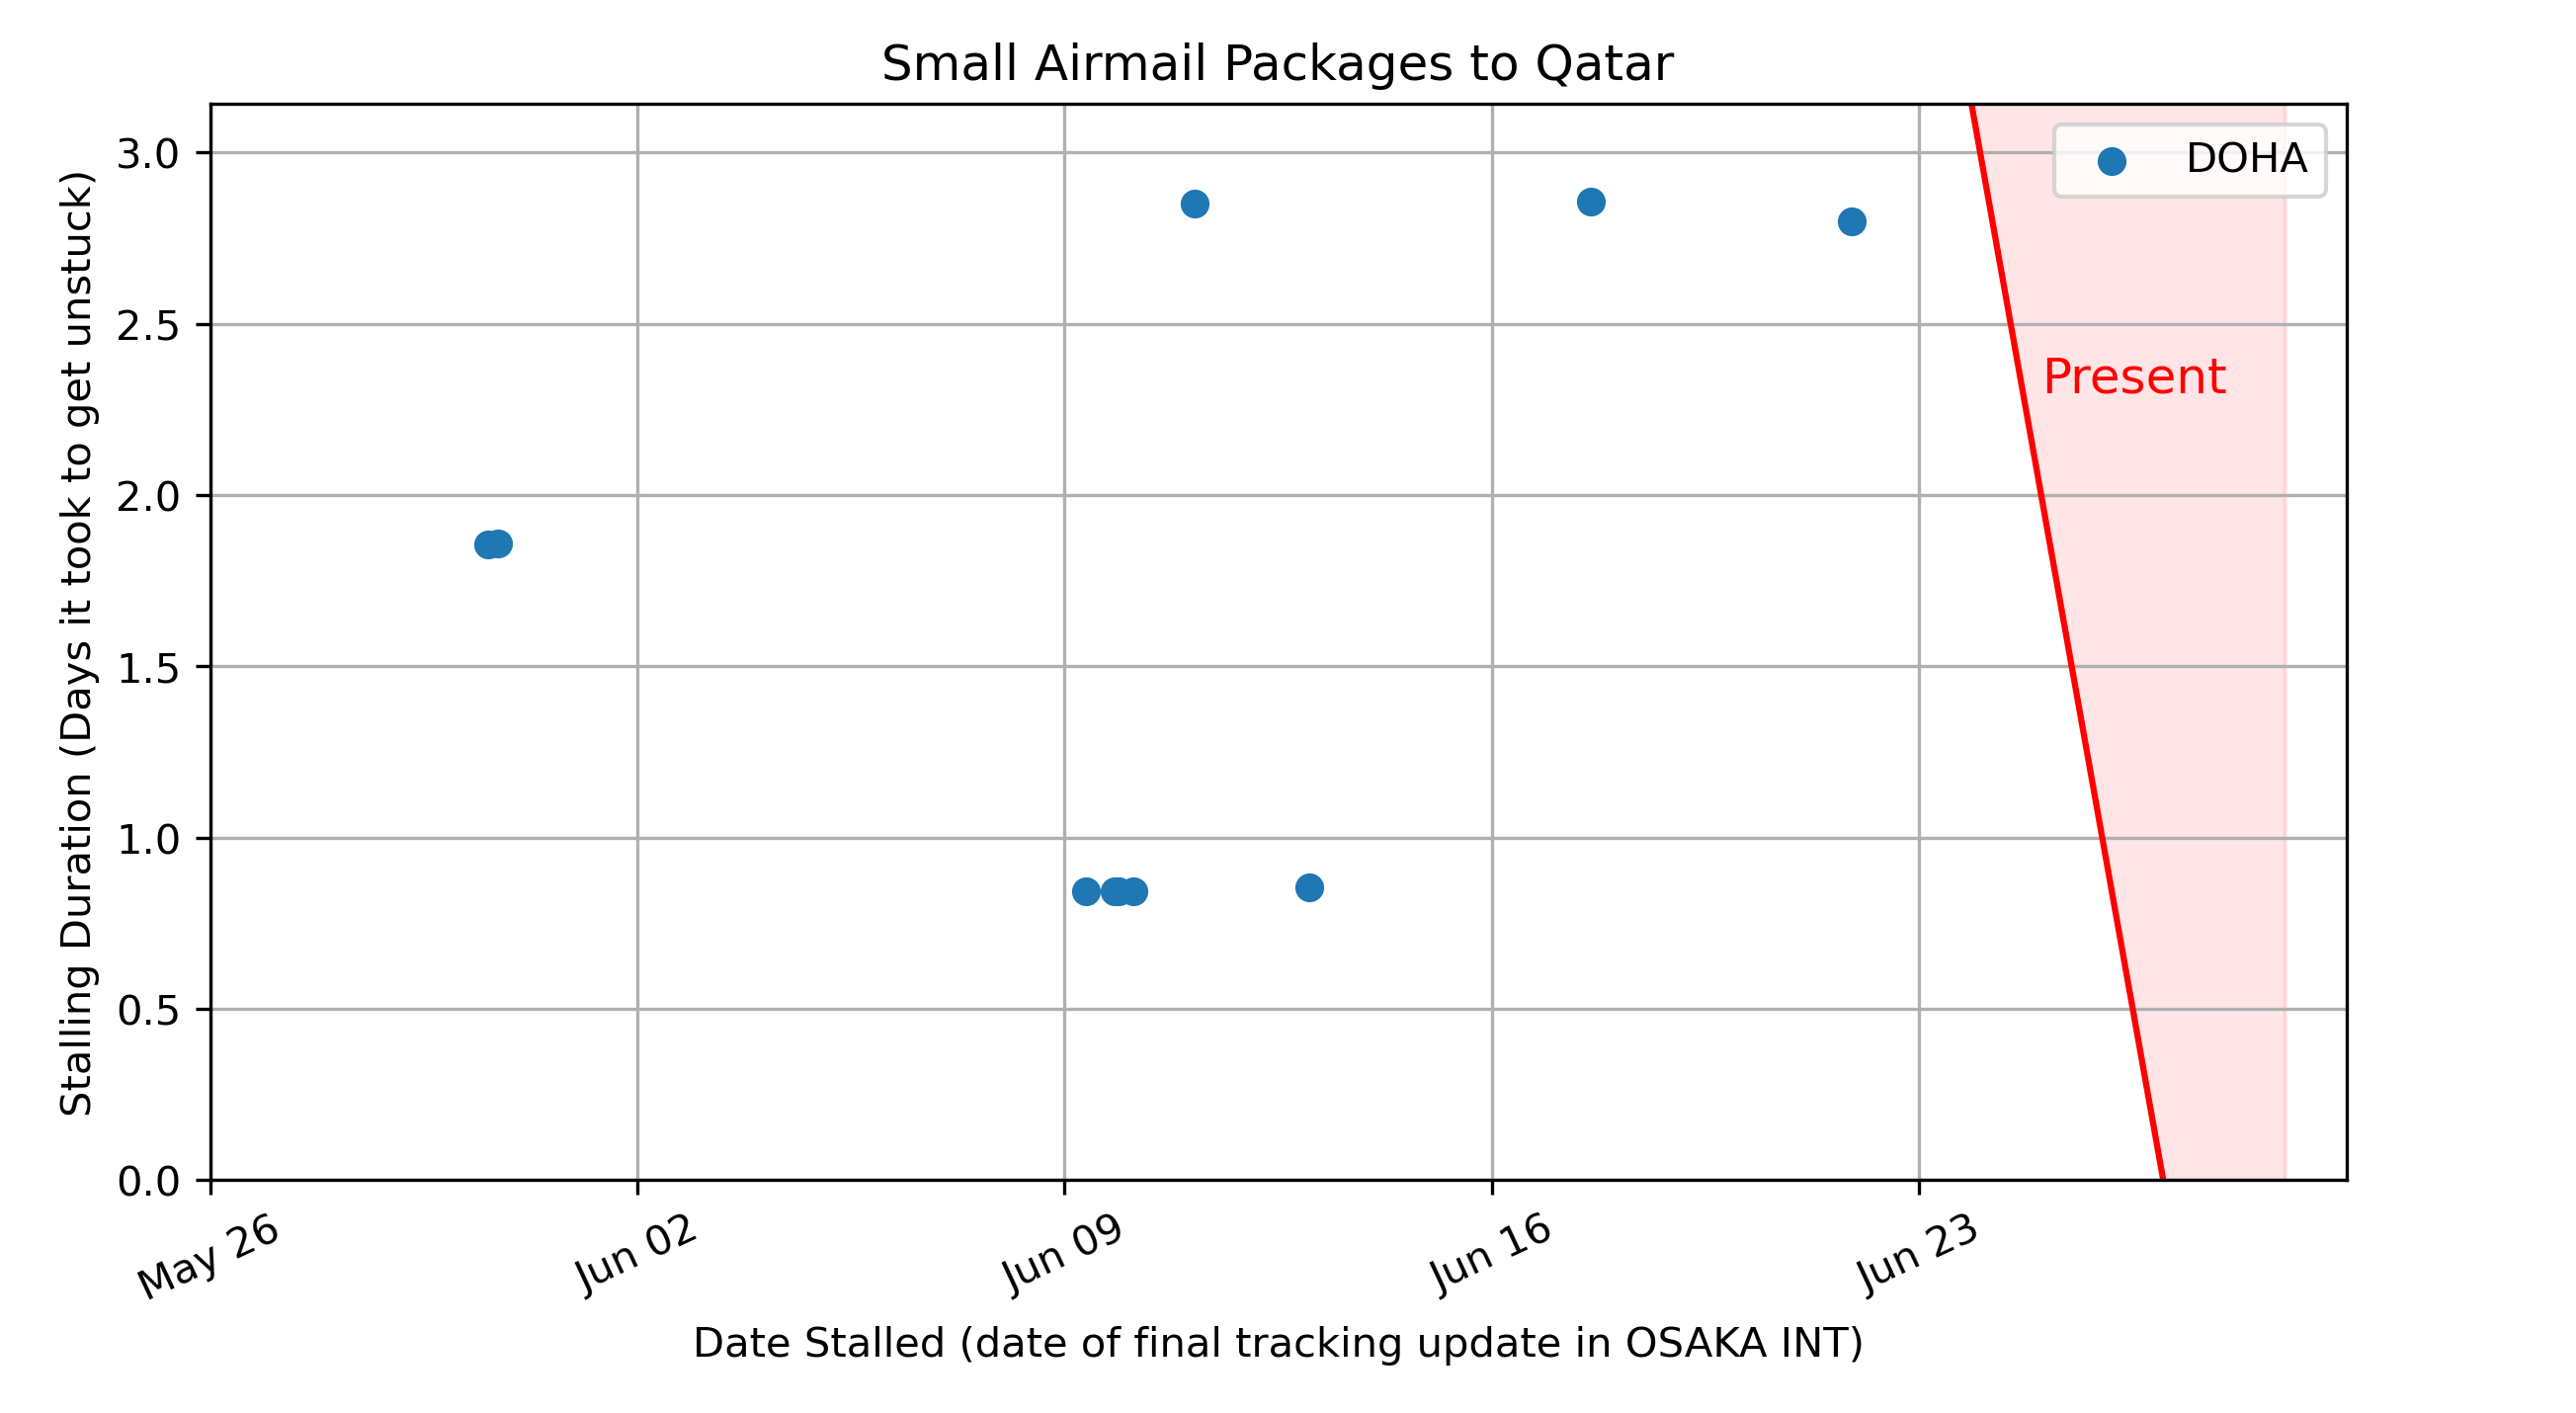 Small Airmail Packages to Qatar
DOHA
Present
Stalling Duration (Days it took to get unstuck)
3.0
2.5
2.0
1.5
1.0
0.5
0.0
May 26
Jun 02
Jun 09
Jun 16
Jun 23
Date Stalled (date of final tracking update in OSAKA INT)